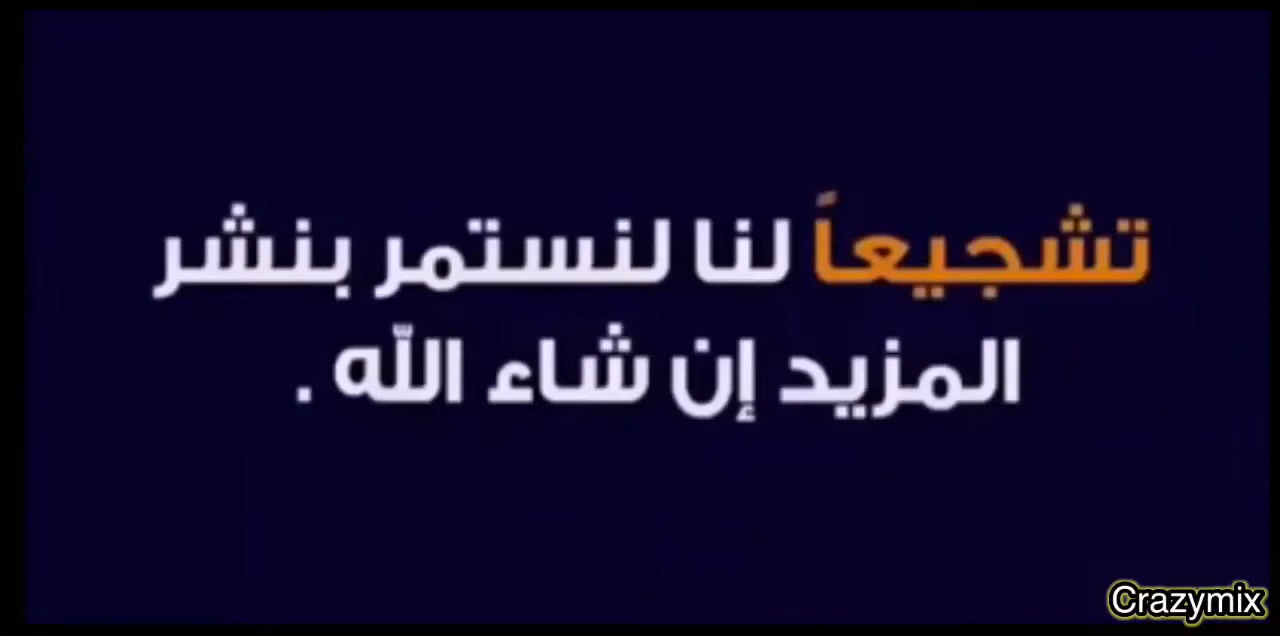 تشجيعاً لنا لنستمر بنشر
المزيد إن شاء الله .
Crazymix